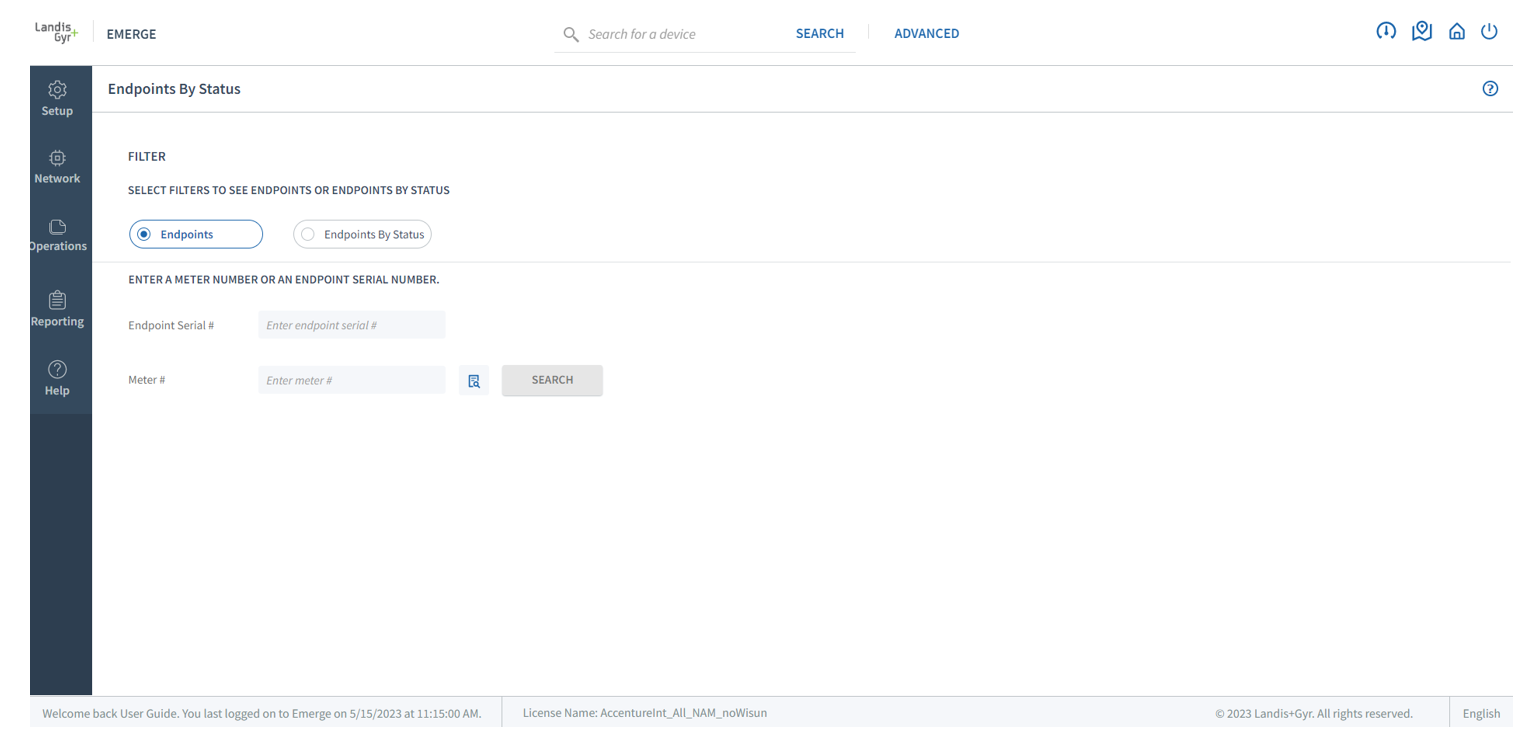 Landis+
Gyr
EMERGE
Search for a device
SEARCH
ADVANCED
Setup
Network
Operations
Reporting
Help
Endpoints By Status
FILTER
SELECT FILTERS TO SEE ENDPOINTS OR ENDPOINTS BY STATUS
Endpoints
Endpoints By Status
ENTER A METER NUMBER OR AN ENDPOINT SERIAL NUMBER.
Endpoint Serial # Enter endpoint serial #
Meter # Enter meter # SEARCH
Welcome back User Guide. You last logged on to Emerge on 5/15/2023 at 11:15:00 AM.
License Name: AccentureInt_All_NAM_noWisun
© 2023 Landis+Gyr. All rights reserved.
English